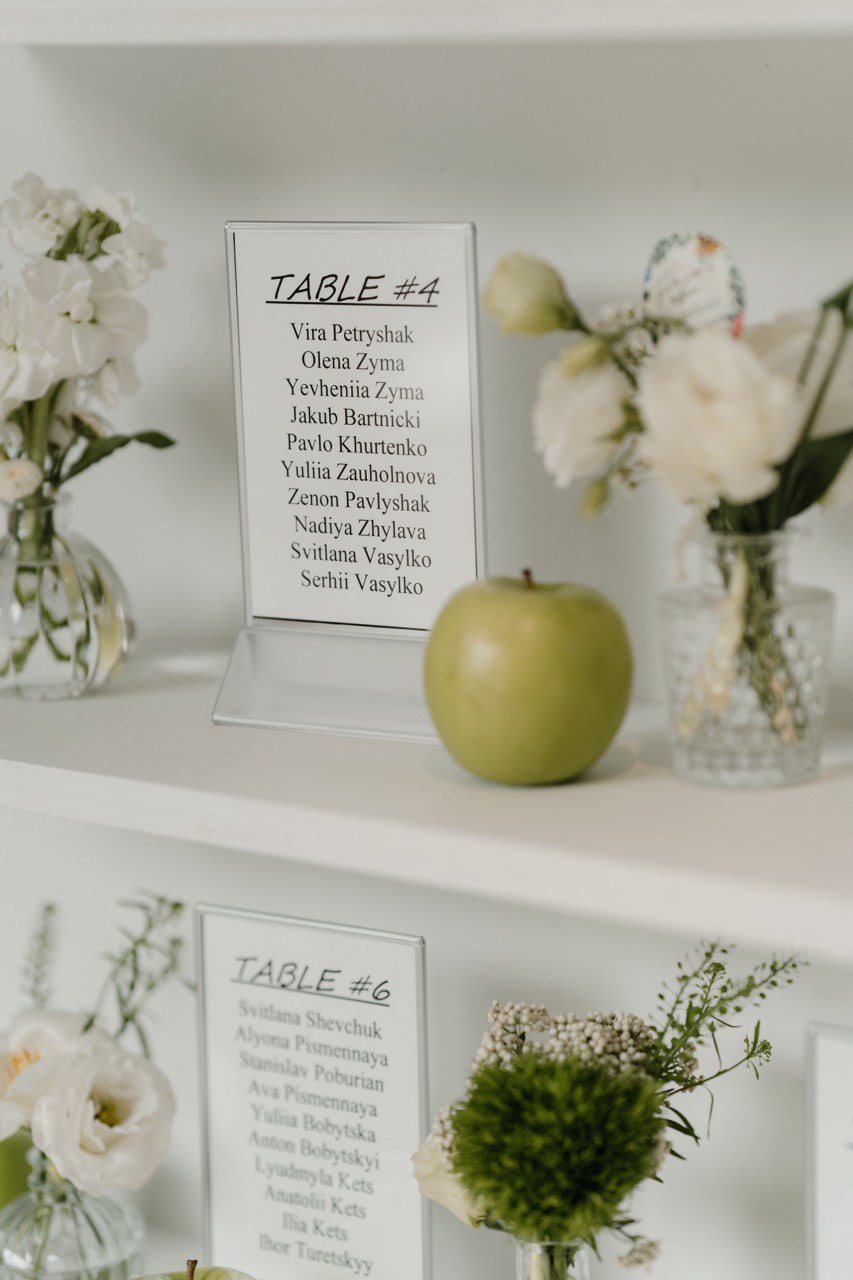 TABLE #4
Vira Petryshak
Olena Zyma
Yevheniia Zyma
Jakub Bartnicki
Pavlo Khurtenko
Yuliia Zauholnova
Zenon Pavlyshak
Nadiya Zhylava
Svitlana Vasylko
Serhii Vasylko
TABLE #6
Svitlana Shevchuk
Alyona Pismennaya
Stanislav Poburian
Ava Pismennaya
Yuliia Bobytska
Anton Bobytskyi
Lyudmyla Kets
Anatolii Kets
Ilia Kets
Ihor Turetskyy